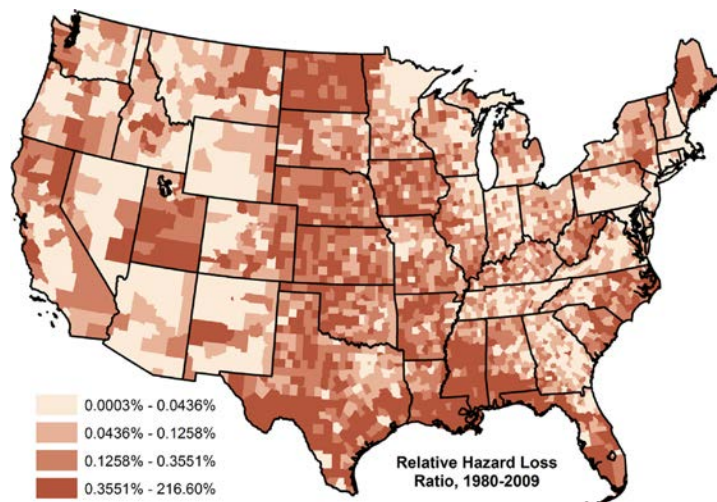 0.0003% - 0.0436%
0.0436% - 0.1258%
0.1258% - 0.3551%
0.3551% - 216.60%
Relative Hazard Loss
Ratio, 1980-2009